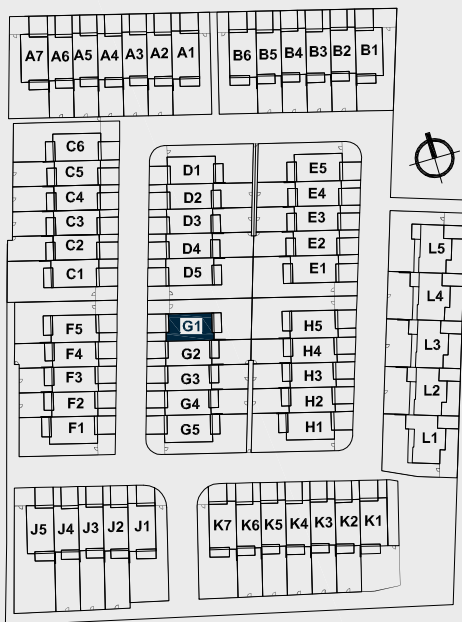 A7 A6 A5 A4 A3 A2 A1
B6 B5 B4 B3 B2 B1
C6
C5
C4
C3
C2
C1
D1
D2
D3
D4
D5
E5
E4
E3
E2
E1
F5
F4
F3
F2
F1
G1
G2
G3
G4
G5
H5
H4
H3
H2
H1
L5
L4
L3
L2
L1
J5 J4 J3 J2 J1
K7 K6 K5 K4 K3 K2 K1